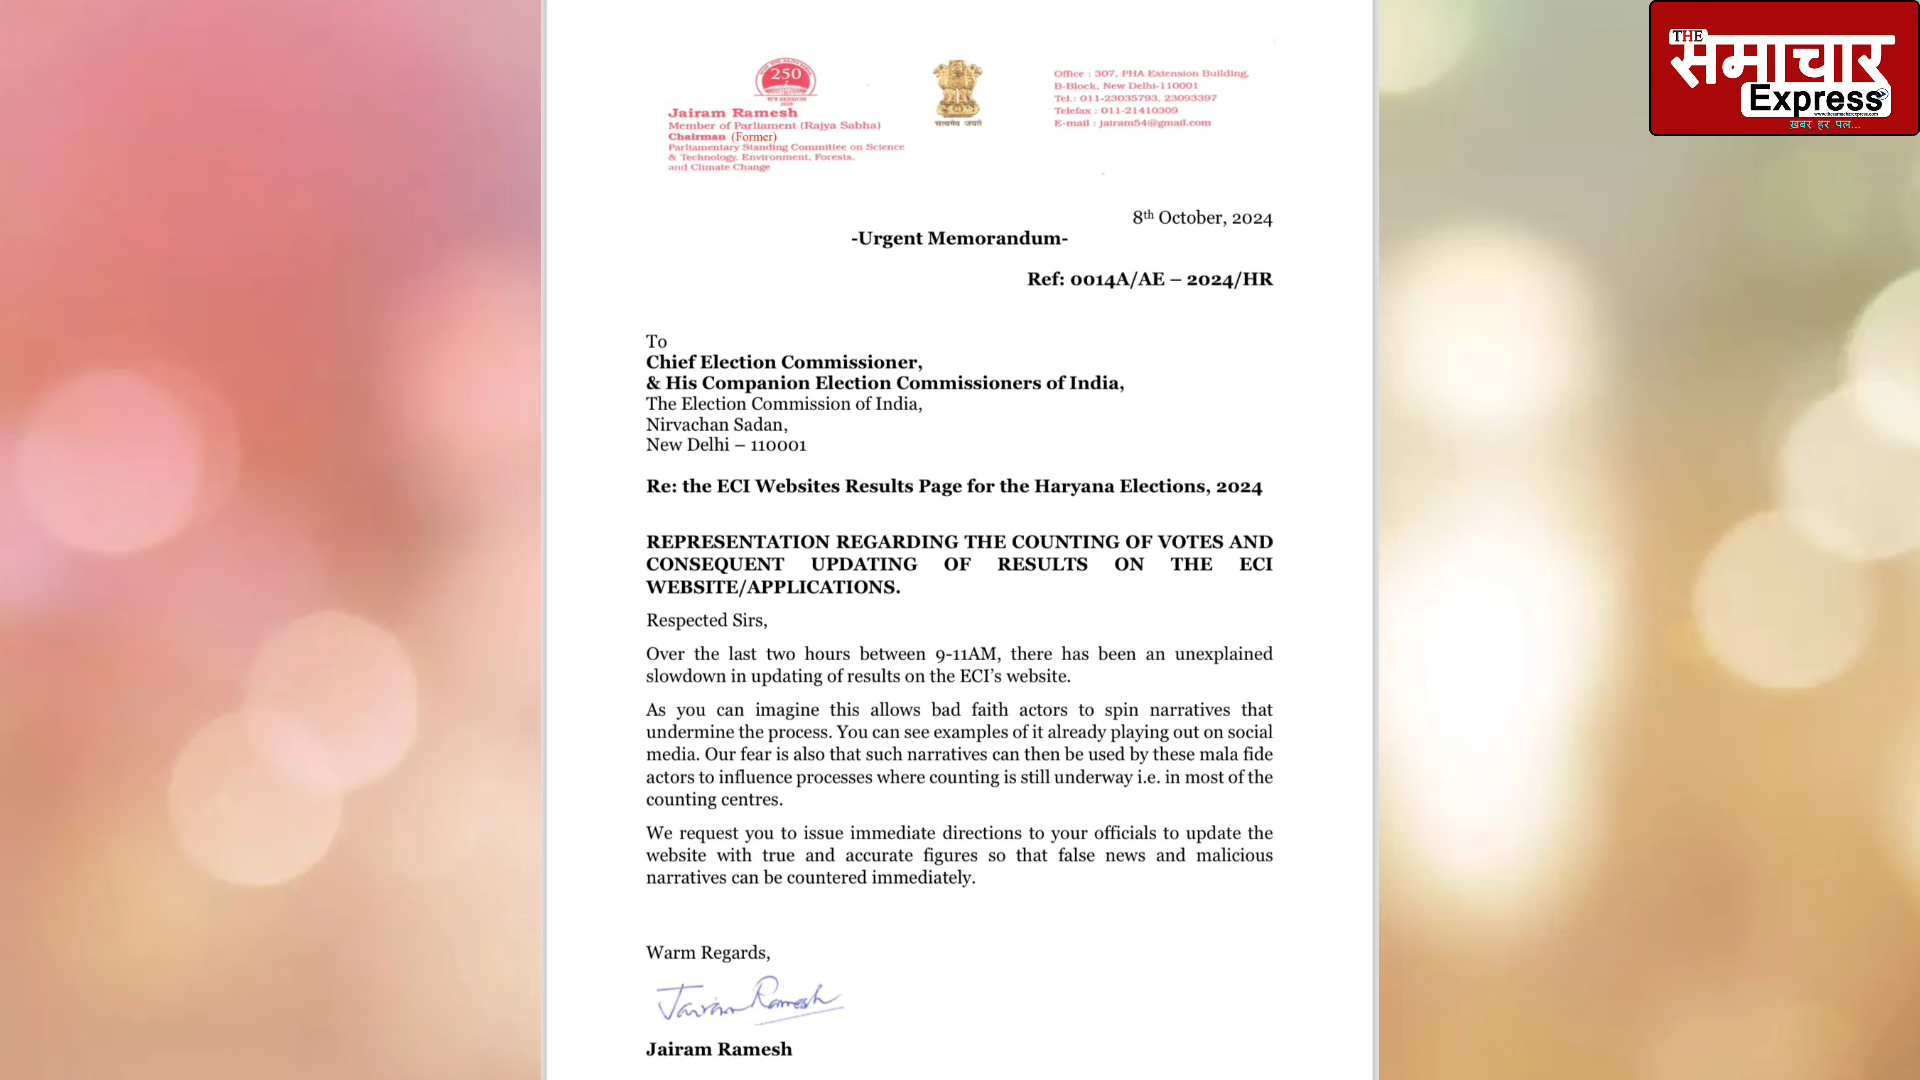 250
Jairam Ramesh
Member of Parliament (Rajya Sabha)
Chairman (Former)
Parliamentary Standing Committee on Science
& Technology, Environment, Forests,
and Climate Change
सत्यमेव जयते
Office : 307, PHA Extension Building,
B-Block, New Delhi-110001
Tel.: 011-23035793, 23093397
Telefax : 011-21410309
E-mail : jairam54@gmail.com
THE
समाचार
Express
www.thesamacharexpress.com
ख़बर हर पल...
8th October, 2024
-Urgent Memorandum-
Ref: 0014A/AE – 2024/HR
To
Chief Election Commissioner,
& His Companion Election Commissioners of India,
The Election Commission of India,
Nirvachan Sadan,
New Delhi – 110001
Re: the ECI Websites Results Page for the Haryana Elections, 2024
REPRESENTATION REGARDING THE COUNTING OF VOTES AND
CONSEQUENT UPDATING OF RESULTS ON THE ECI
WEBSITE/APPLICATIONS.
Respected Sirs,
Over the last two hours between 9-11AM, there has been an unexplained
slowdown in updating of results on the ECI’s website.
As you can imagine this allows bad faith actors to spin narratives that
undermine the process. You can see examples of it already playing out on social
media. Our fear is also that such narratives can then be used by these mala fide
actors to influence processes where counting is still underway i.e. in most of the
counting centres.
We request you to issue immediate directions to your officials to update the
website with true and accurate figures so that false news and malicious
narratives can be countered immediately.
Warm Regards,
Jairam Ramesh
Jairam Ramesh